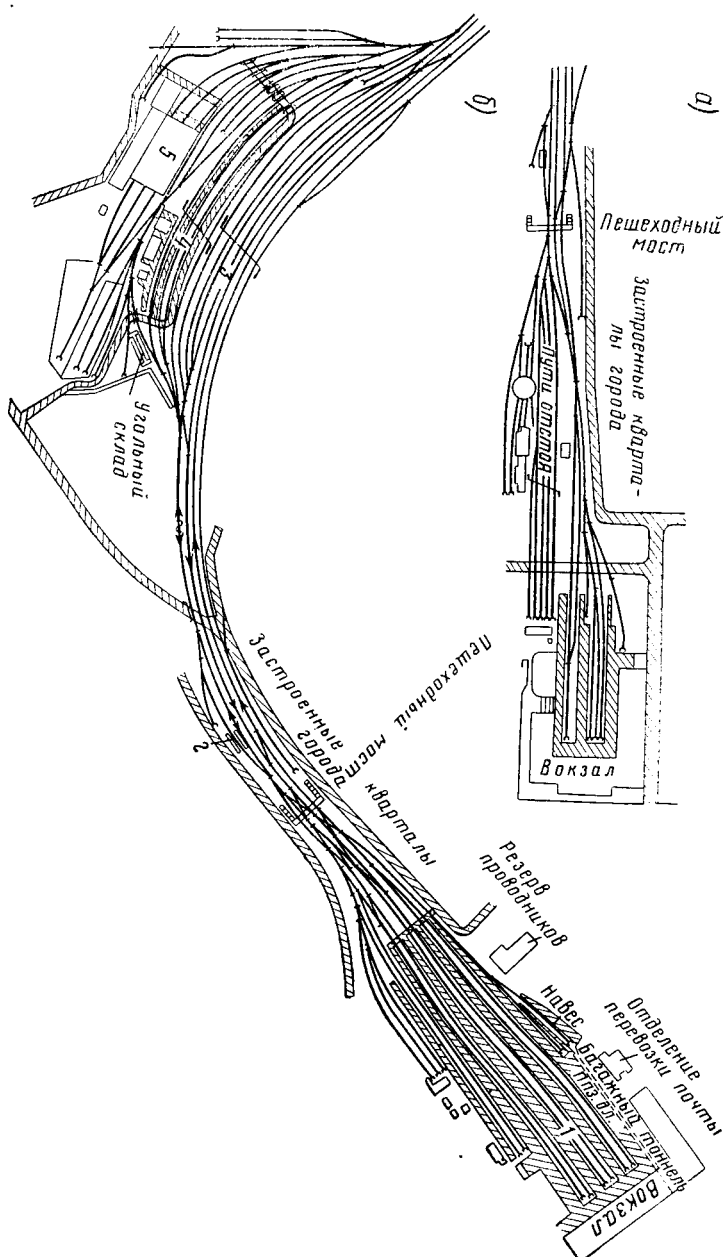 а)
Пешеходный
мост
Застроенные кварта-
лы города
Пути отстоя
Вокзал
б)
5
4
3
Угольный
склад
2
Застроенные
города
кварталы
Пешеходный мост
Резерв
проводников
Навес
Отделение
перевозки почты
Багажный тоннель
1
Вокзал